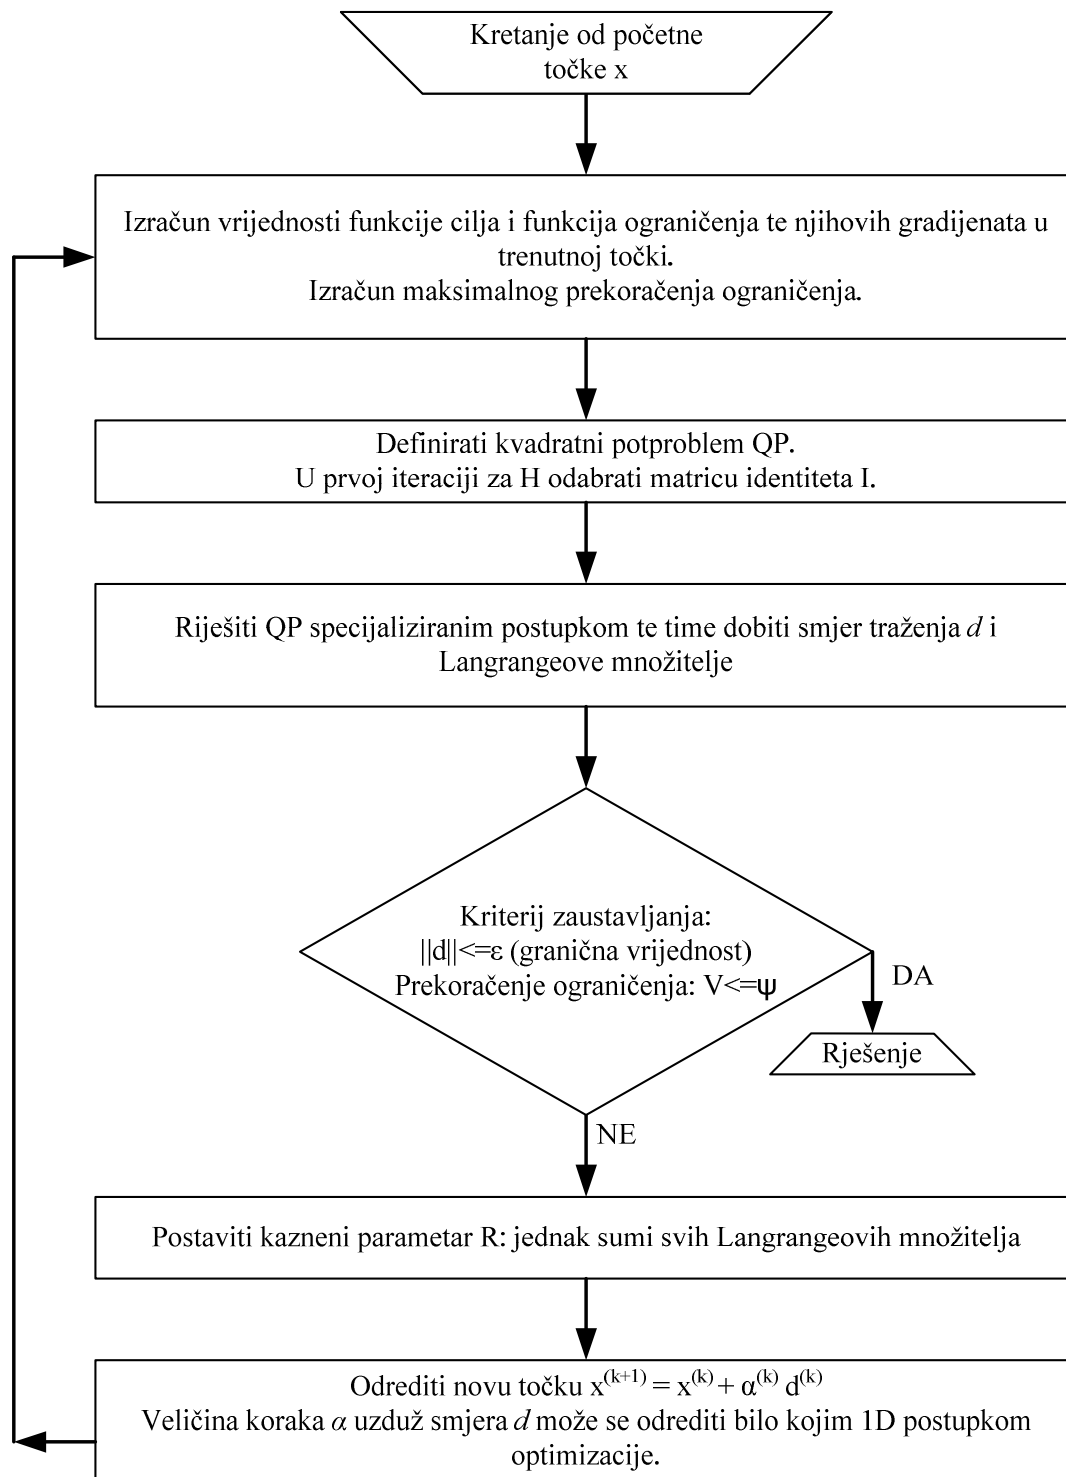 Kretanje od početne
točke x
Izračun vrijednosti funkcije cilja i funkcija ograničenja te njihovih gradijenata u
trenutnoj točki.
Izračun maksimalnog prekoračenja ograničenja.
Definirati kvadratni potproblem QP.
U prvoj iteraciji za H odabrati matricu identiteta I.
Riješiti QP specijaliziranim postupkom te time dobiti smjer traženja d i
Langrangeove množitelje
Kriterij zaustavljanja:
||d||<=ε (granična vrijednost)
Prekoračenje ograničenja: V<=ψ
DA
Rješenje
NE
Postaviti kazneni parametar R: jednak sumi svih Langrangeovih množitelja
Odrediti novu točku x⁽ᵏ⁺¹⁾ = x⁽ᵏ⁾ + α⁽ᵏ⁾ d⁽ᵏ⁾
Veličina koraka α uzduž smjera d može se odrediti bilo kojim 1D postupkom
optimizacije.